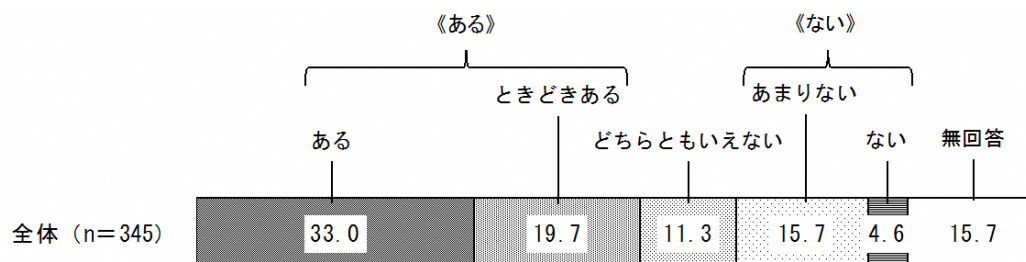 《ある》 《ない》
ときどきある あまりない
ある どちらともいえない ない 無回答
全体（n＝345） 33.0 19.7 11.3 15.7 4.6 15.7